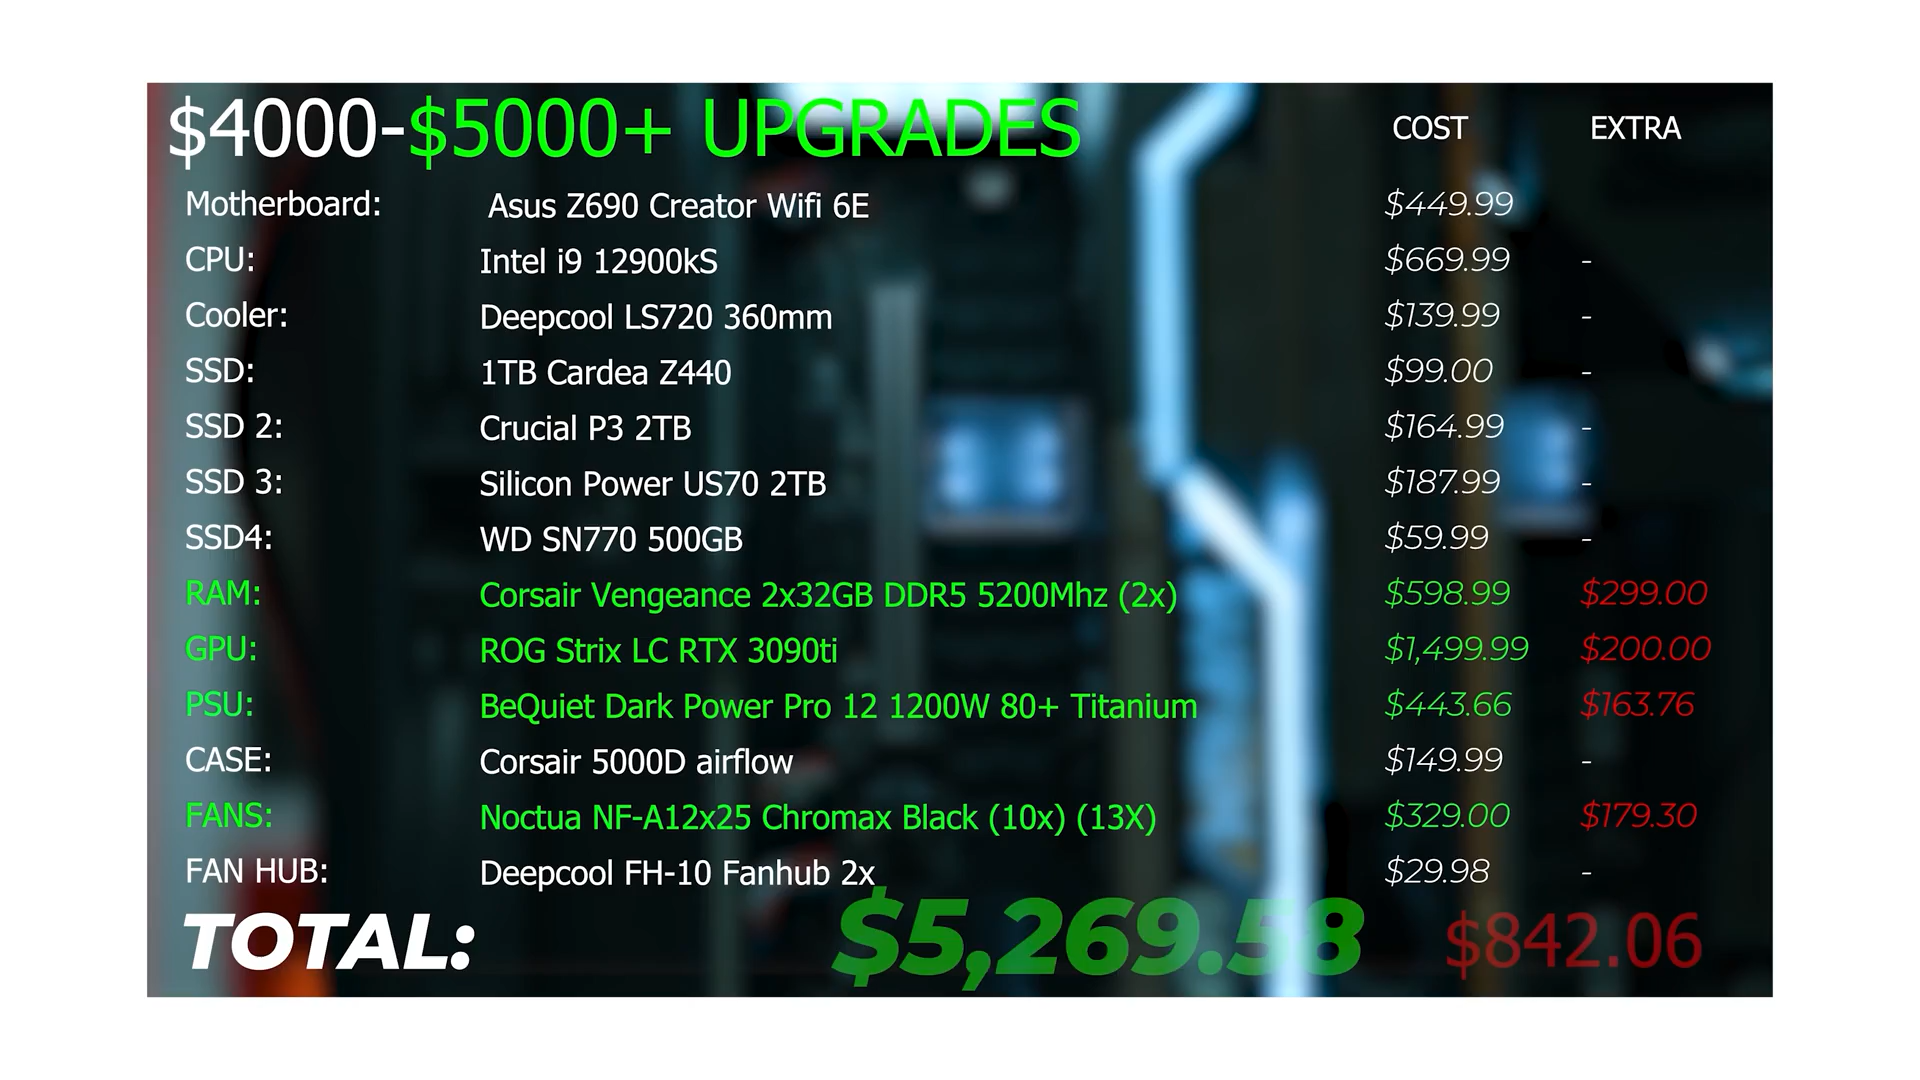 $4000-$5000+ UPGRADES COST EXTRA
Motherboard: Asus Z690 Creator Wifi 6E $449.99
CPU: Intel i9 12900kS $669.99 -
Cooler: Deepcool LS720 360mm $139.99 -
SSD: 1TB Cardea Z440 $99.00 -
SSD 2: Crucial P3 2TB $164.99 -
SSD 3: Silicon Power US70 2TB $187.99 -
SSD4: WD SN770 500GB $59.99 -
RAM: Corsair Vengeance 2x32GB DDR5 5200Mhz (2x) $598.99 $299.00
GPU: ROG Strix LC RTX 3090ti $1,499.99 $200.00
PSU: BeQuiet Dark Power Pro 12 1200W 80+ Titanium $443.66 $163.76
CASE: Corsair 5000D airflow $149.99 -
FANS: Noctua NF-A12x25 Chromax Black (10x) (13X) $329.00 $179.30
FAN HUB: Deepcool FH-10 Fanhub 2x $29.98 -
TOTAL: $5,269.58 $842.06